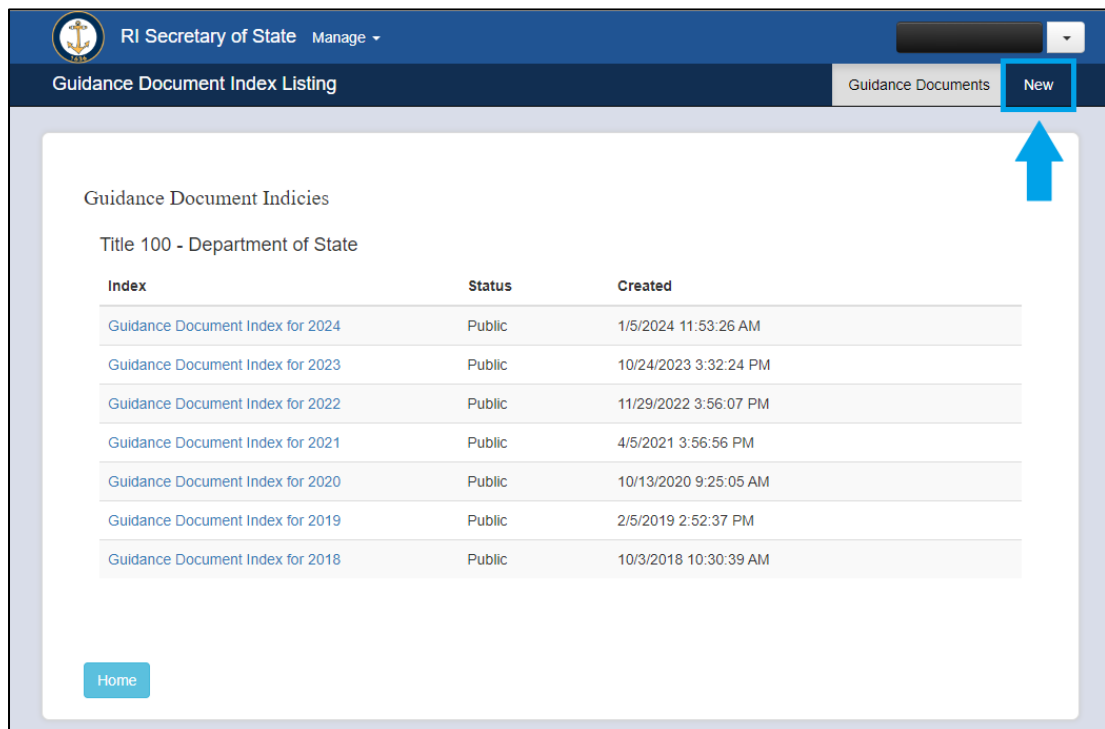 RI Secretary of State Manage
Guidance Document Index Listing Guidance Documents New
Guidance Document Indicies
Title 100 - Department of State
Index Status Created
Guidance Document Index for 2024 Public 1/5/2024 11:53:26 AM
Guidance Document Index for 2023 Public 10/24/2023 3:32:24 PM
Guidance Document Index for 2022 Public 11/29/2022 3:56:07 PM
Guidance Document Index for 2021 Public 4/5/2021 3:56:56 PM
Guidance Document Index for 2020 Public 10/13/2020 9:25:05 AM
Guidance Document Index for 2019 Public 2/5/2019 2:52:37 PM
Guidance Document Index for 2018 Public 10/3/2018 10:30:39 AM
Home